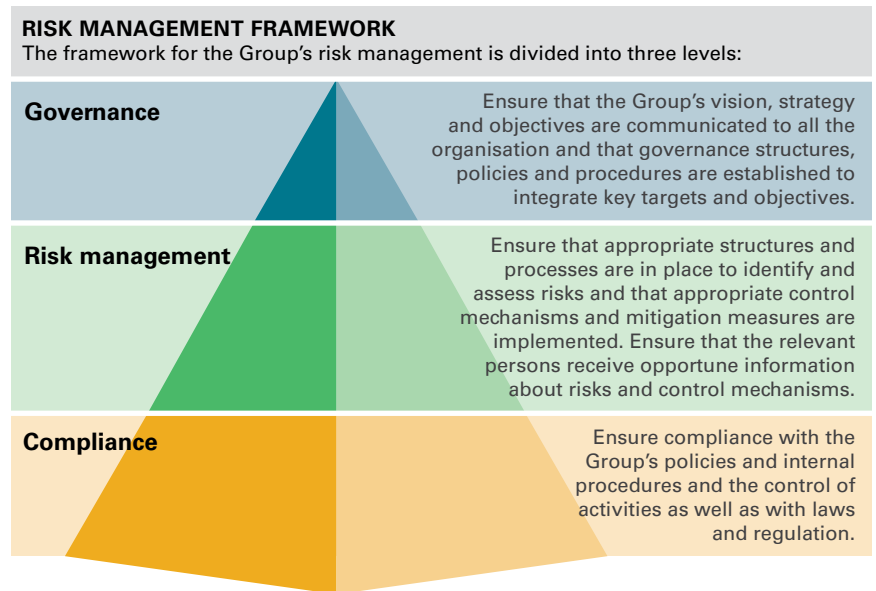 RISK MANAGEMENT FRAMEWORK
The framework for the Group’s risk management is divided into three levels:
Governance
Ensure that the Group’s vision, strategy
and objectives are communicated to all the
organisation and that governance structures,
policies and procedures are established to
integrate key targets and objectives.
Risk management
Ensure that appropriate structures and
processes are in place to identify and
assess risks and that appropriate control
mechanisms and mitigation measures are
implemented. Ensure that the relevant
persons receive opportune information
about risks and control mechanisms.
Compliance
Ensure compliance with the
Group’s policies and internal
procedures and the control of
activities as well as with laws
and regulation.